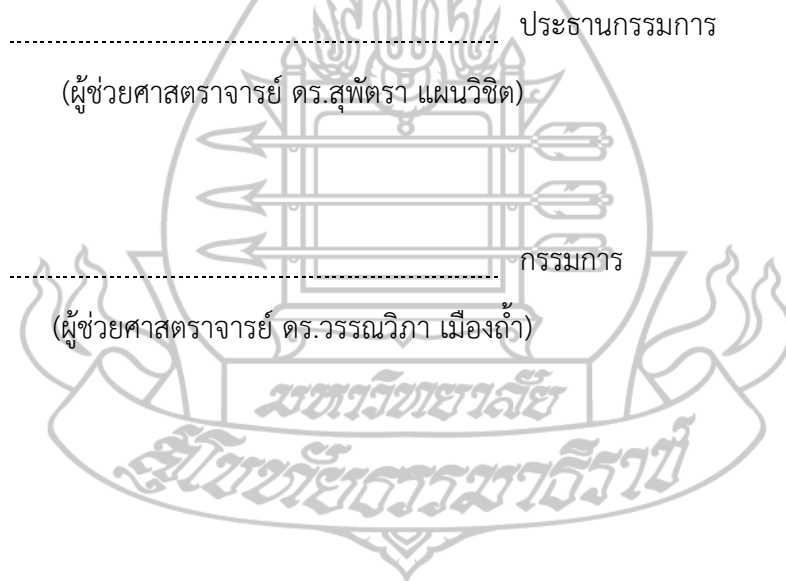 ................................................................ ประธานกรรมการ
(ผู้ช่วยศาสตราจารย์ ดร.สุพัตรา แผนวิชิต)
................................................................ กรรมการ
(ผู้ช่วยศาสตราจารย์ ดร.วรรณวิภา เมืองถ้ำ)
มหาวิทยาลัย
สุโขทัยธรรมาธิราช